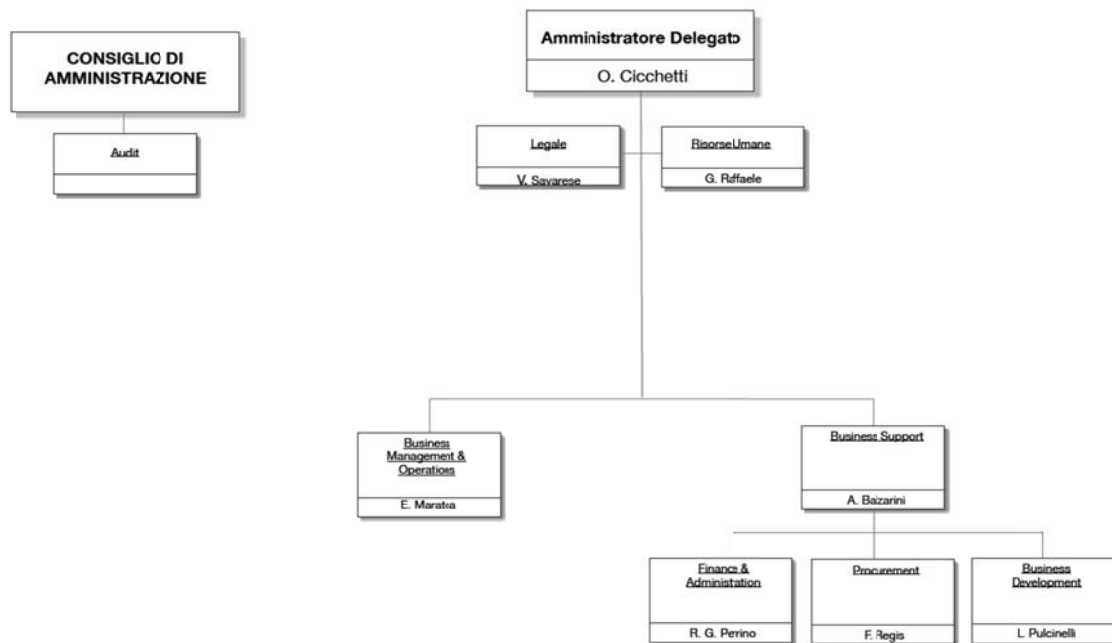 CONSIGLIO DI
AMMINISTRAZIONE
Audit
Amministratore Delegato
O. Cicchetti
Legale
V. Savarese
Risorse Umane
G. Raffaele
Business
Management &
Operations
E. Maratea
Business Support
A. Balzarini
Finance &
Administration
R. G. Perrino
Procurement
F. Regis
Business
Development
L. Pulcinelli